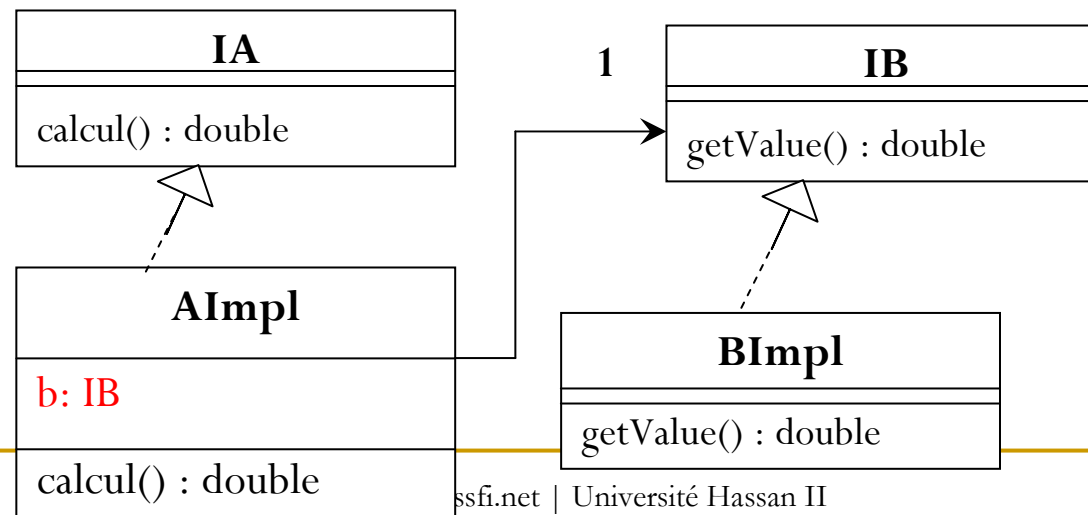 IA
calcul() : double
1
IB
getValue() : double
AImpl
b: IB
calcul() : double
BImpl
getValue() : double
ssfi.net | Université Hassan II